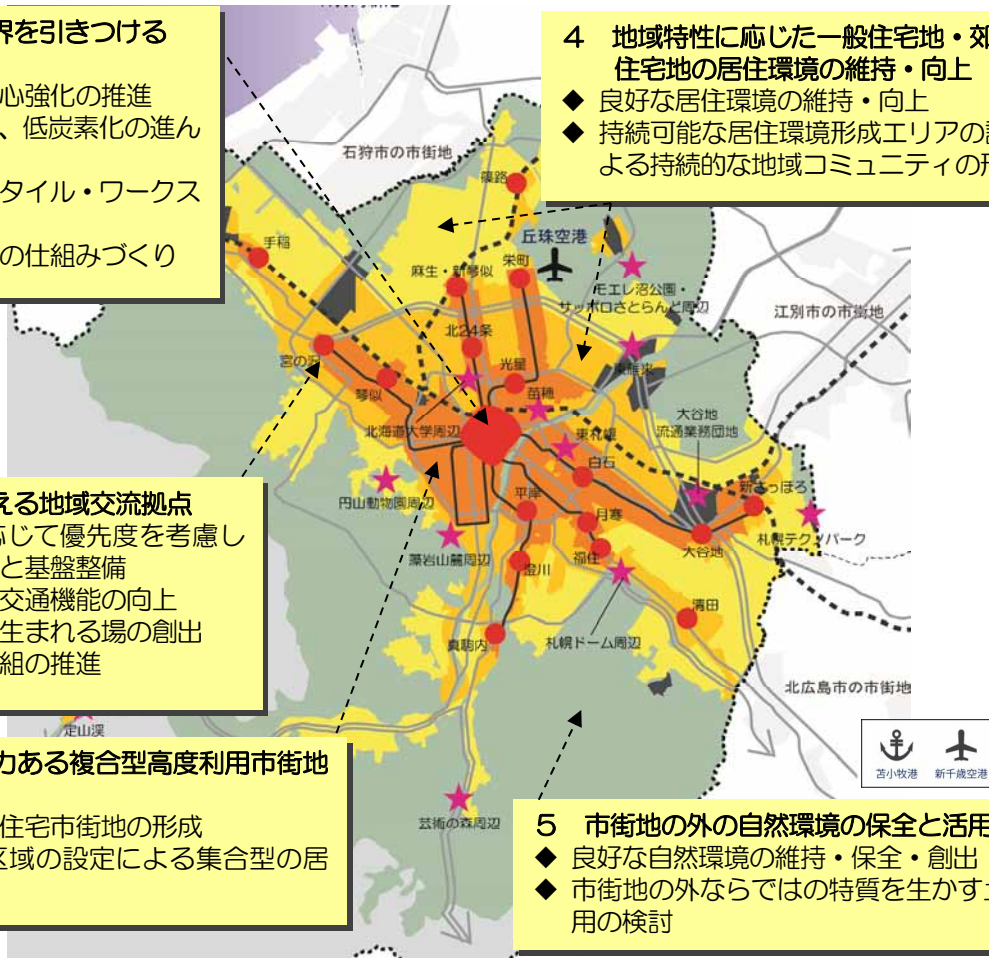 界を引きつける
心強化の推進
、低炭素化の進ん
タイル・ワークス
の仕組みづくり
4 地域特性に応じた一般住宅地・郊
住宅地の居住環境の維持・向上
◆ 良好な居住環境の維持・向上
◆ 持続可能な居住環境形成エリアの
よる持続的な地域コミュニティの
石狩市の市街地
篠路
丘珠空港
手稲
麻生・新琴似
栄町
モエレ沼公園・
サッポロさとらんど周辺
江別市の市街地
北24条
宮の沢
光星
東雁来
琴似
苗穂
北海道大学周辺
東札幌
大谷地
流通業務団地
白石
円山動物園周辺
平岸
月寒
新さっぽろ
札幌テクノパーク
大谷地
藻岩山麓周辺
澄川
福住
清田
真駒内
札幌ドーム周辺
北広島市の市街地
える地域交流拠点
応じて優先度を考慮し
と基盤整備
交通機能の向上
生まれる場の創出
組の推進
定山渓
力ある複合型高度利用市街地
住宅市街地の形成
区域の設定による集合型の居
芸術の森周辺
苫小牧港
新千歳空港
5 市街地の外の自然環境の保全と活用
◆ 良好な自然環境の維持・保全・創出
◆ 市街地の外ならではの特質を生かす
用の検討